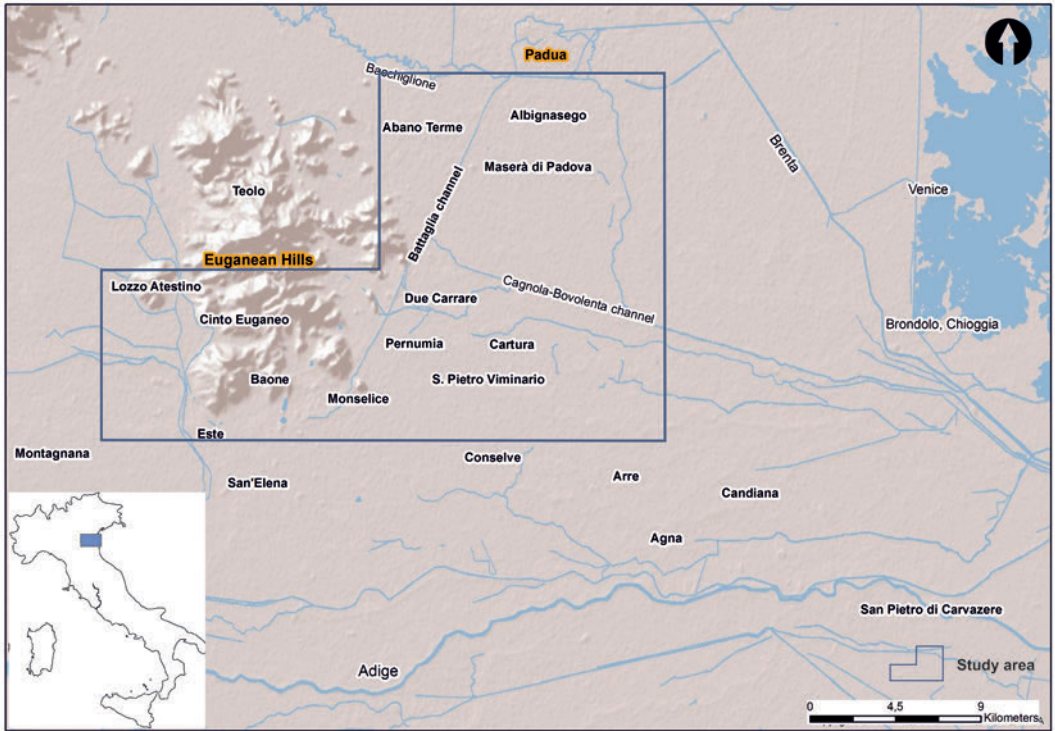 Padua
Bacchiglione
Albignasego
Abano Terme
Brenta
Maserà di Padova
Teolo
Venice
Battaglia channel
Euganean Hills
Lozzo Atestino
Due Carrare
Cagnola-Bovolenta channel
Cinto Euganeo
Brondolo, Chioggia
Pernumia
Cartura
Baone
S. Pietro Viminario
Monselice
Este
Montagnana
Conselve
San'Elena
Arre
Candiana
Agna
San Pietro di Carvazere
Adige
Study area
0 4,5 9
Kilometers